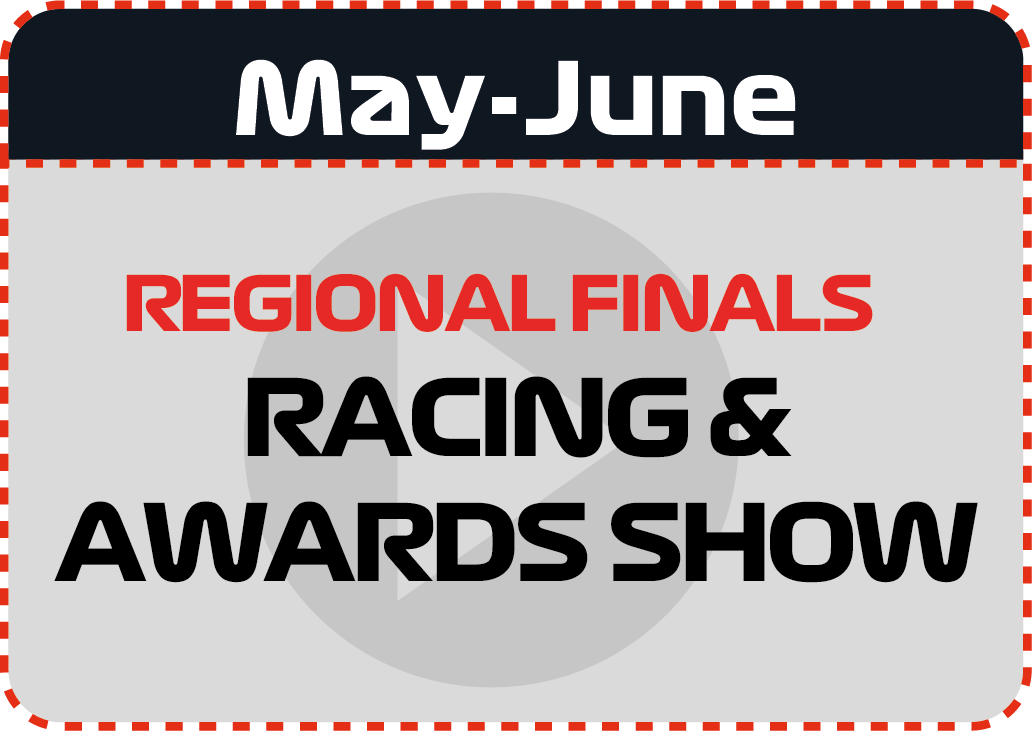 May-June
REGIONAL FINALS
RACING &
AWARDS SHOW